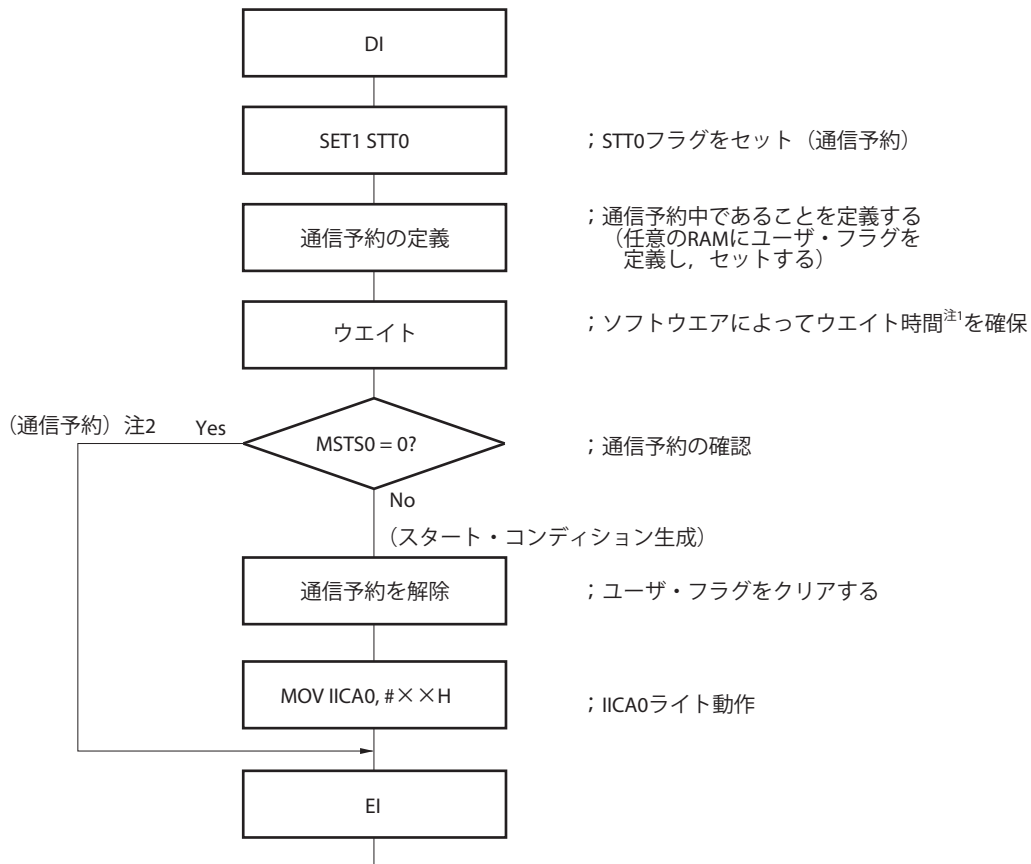 DI
SET1 STT0
;STT0フラグをセット（通信予約）
通信予約の定義
;通信予約中であることを定義する
（任意のRAMにユーザ・フラグを
定義し，セットする）
ウエイト
;ソフトウエアによってウエイト時間注1を確保
（通信予約）注2
Yes
MSTS0 = 0?
;通信予約の確認
No
（スタート・コンディション生成）
通信予約を解除
;ユーザ・フラグをクリアする
MOV IICA0, #××H
;IICA0ライト動作
EI